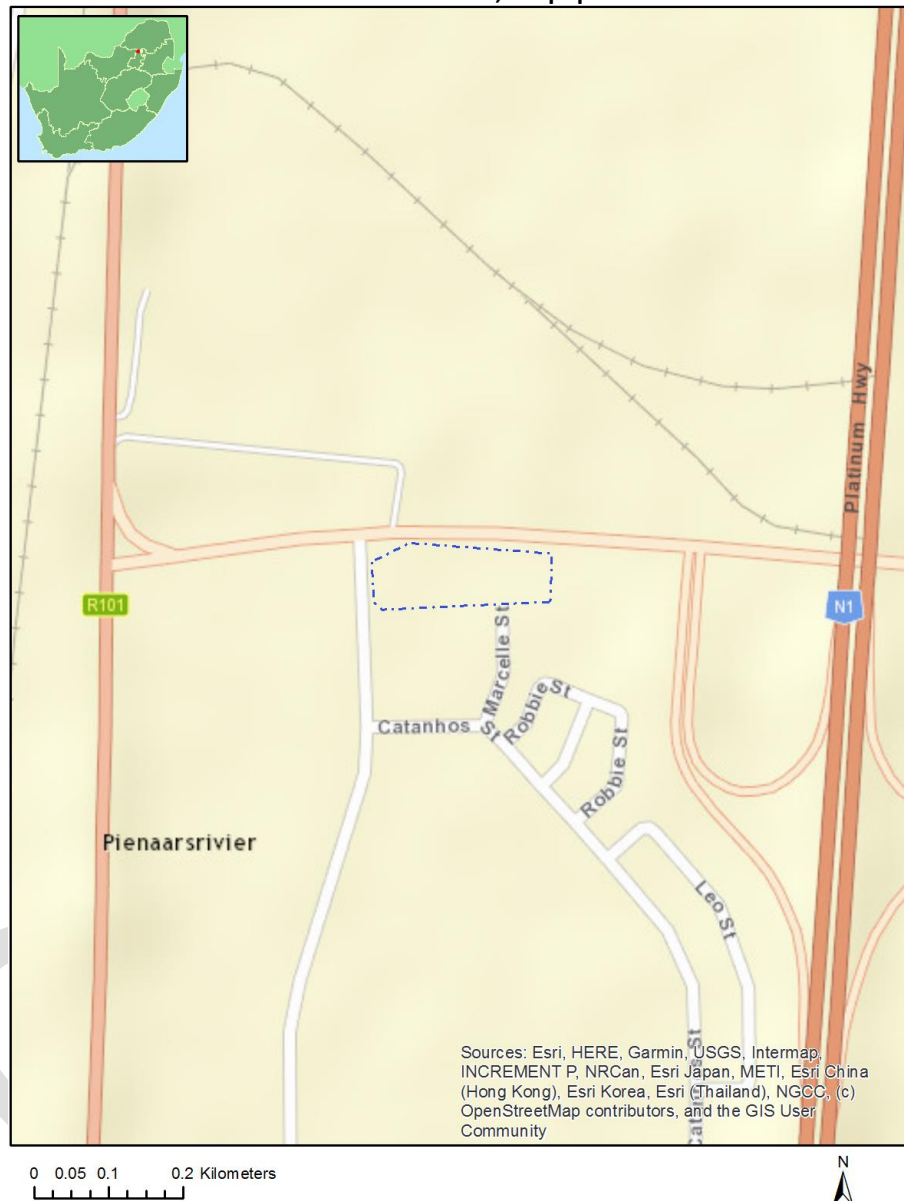 Platinum Hwy
R101
N1
Marcelle St
Robbie St
Catanhos St
Robbie St
Pienaarsrivier
Leo St
Sources: Esri, HERE, Garmin, USGS, Intermap,
INCREMENT P, NRCan, Esri Japan, METI, Esri China
(Hong Kong), Esri Korea, Esri (Thailand), NGCC, (c)
OpenStreetMap contributors, and the GIS User
Community
0 0.05 0.1 0.2 Kilometers
N